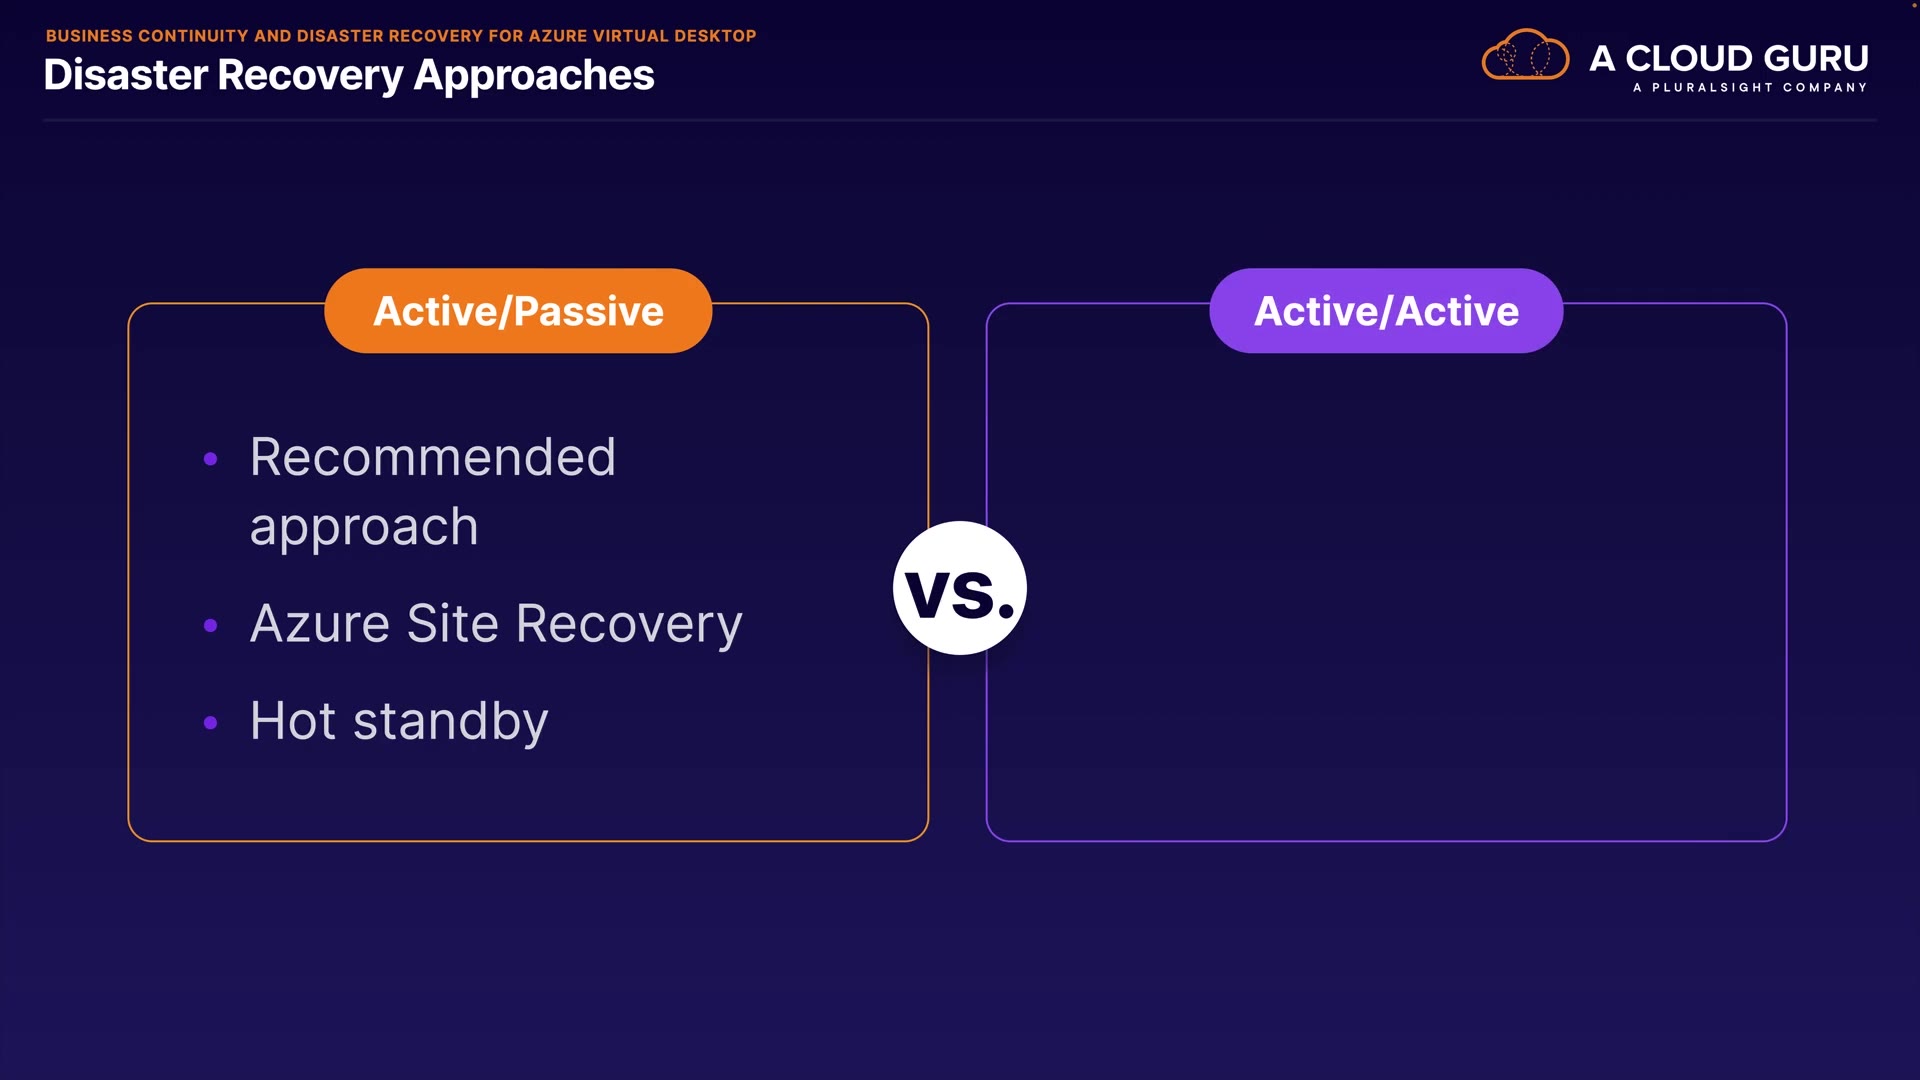 BUSINESS CONTINUITY AND DISASTER RECOVERY FOR AZURE VIRTUAL DESKTOP
Disaster Recovery Approaches
A CLOUD GURU
A PLURALSIGHT COMPANY
Active/Passive
• Recommended
approach
• Azure Site Recovery
• Hot standby
vs.
Active/Active